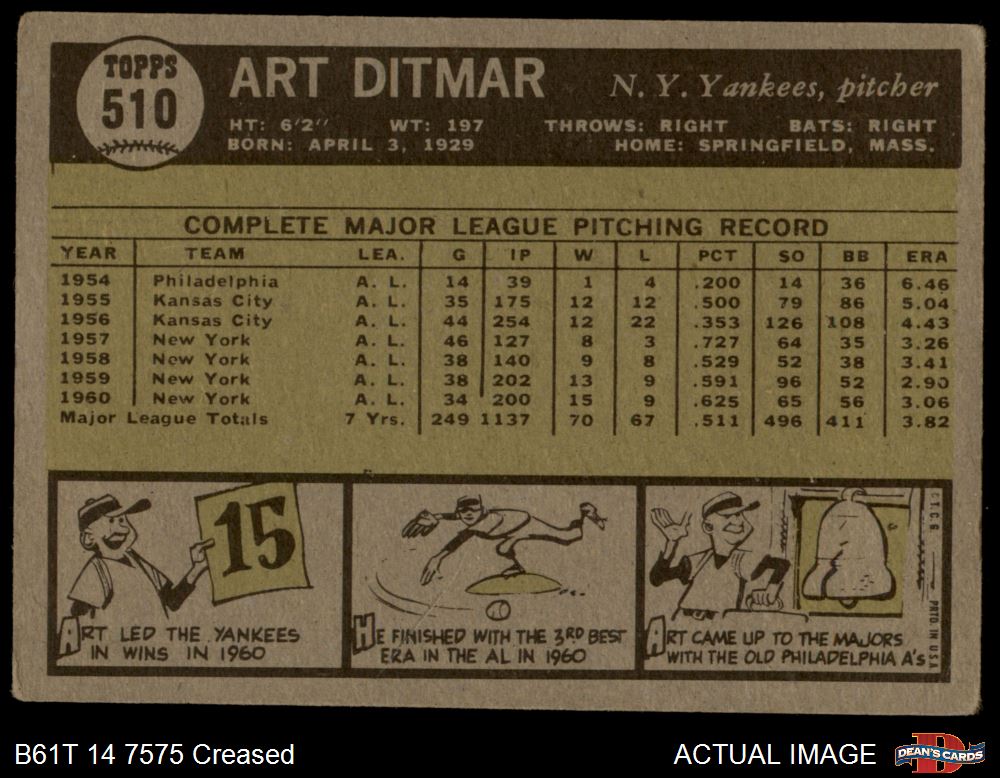 TOPPS
510
ART DITMAR
N. Y. Yankees, pitcher
HT: 6'2" WT: 197 THROWS: RIGHT BATS: RIGHT
BORN: APRIL 3, 1929 HOME: SPRINGFIELD, MASS.
COMPLETE MAJOR LEAGUE PITCHING RECORD
YEAR TEAM LEA. G IP W L PCT SO BB ERA
1954 Philadelphia A. L. 14 39 1 4 .200 14 36 6.46
1955 Kansas City A. L. 35 175 12 12 .500 79 86 5.04
1956 Kansas City A. L. 44 254 12 22 .353 126 108 4.43
1957 New York A. L. 46 127 8 3 .727 64 35 3.26
1958 New York A. L. 38 140 9 8 .529 52 38 3.41
1959 New York A. L. 38 202 13 9 .591 96 52 2.90
1960 New York A. L. 34 200 15 9 .625 65 56 3.06
Major League Totals 7 Yrs. 249 1137 70 67 .511 496 411 3.82
15
ART LED THE YANKEES
IN WINS IN 1960
HE FINISHED WITH THE 3RD BEST
ERA IN THE AL IN 1960
ART CAME UP TO THE MAJORS
WITH THE OLD PHILADELPHIA A's
© T. C. G. PRTD. IN U.S.A.
B61T 14 7575 Creased
ACTUAL IMAGE
DEAN'S CARDS